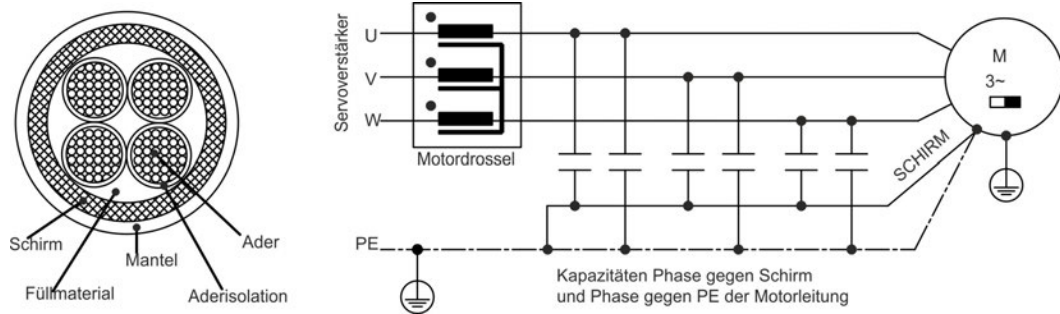 Schirm
Füllmaterial
Mantel
Ader
Aderisolation
Servoverstärker
U
V
W
Motordrossel
M
3~
SCHIRM
PE
Kapazitäten Phase gegen Schirm
und Phase gegen PE der Motorleitung